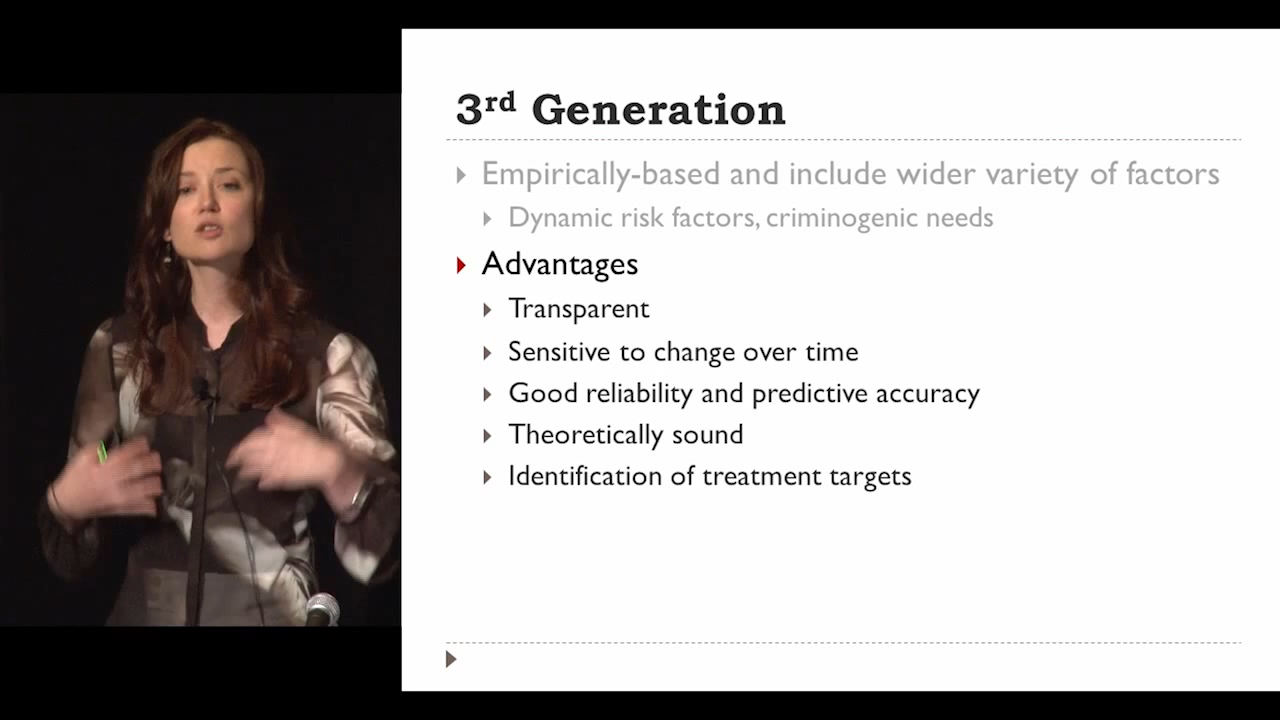 3rd Generation
Empirically-based and include wider variety of factors
Dynamic risk factors, criminogenic needs
Advantages
Transparent
Sensitive to change over time
Good reliability and predictive accuracy
Theoretically sound
Identification of treatment targets